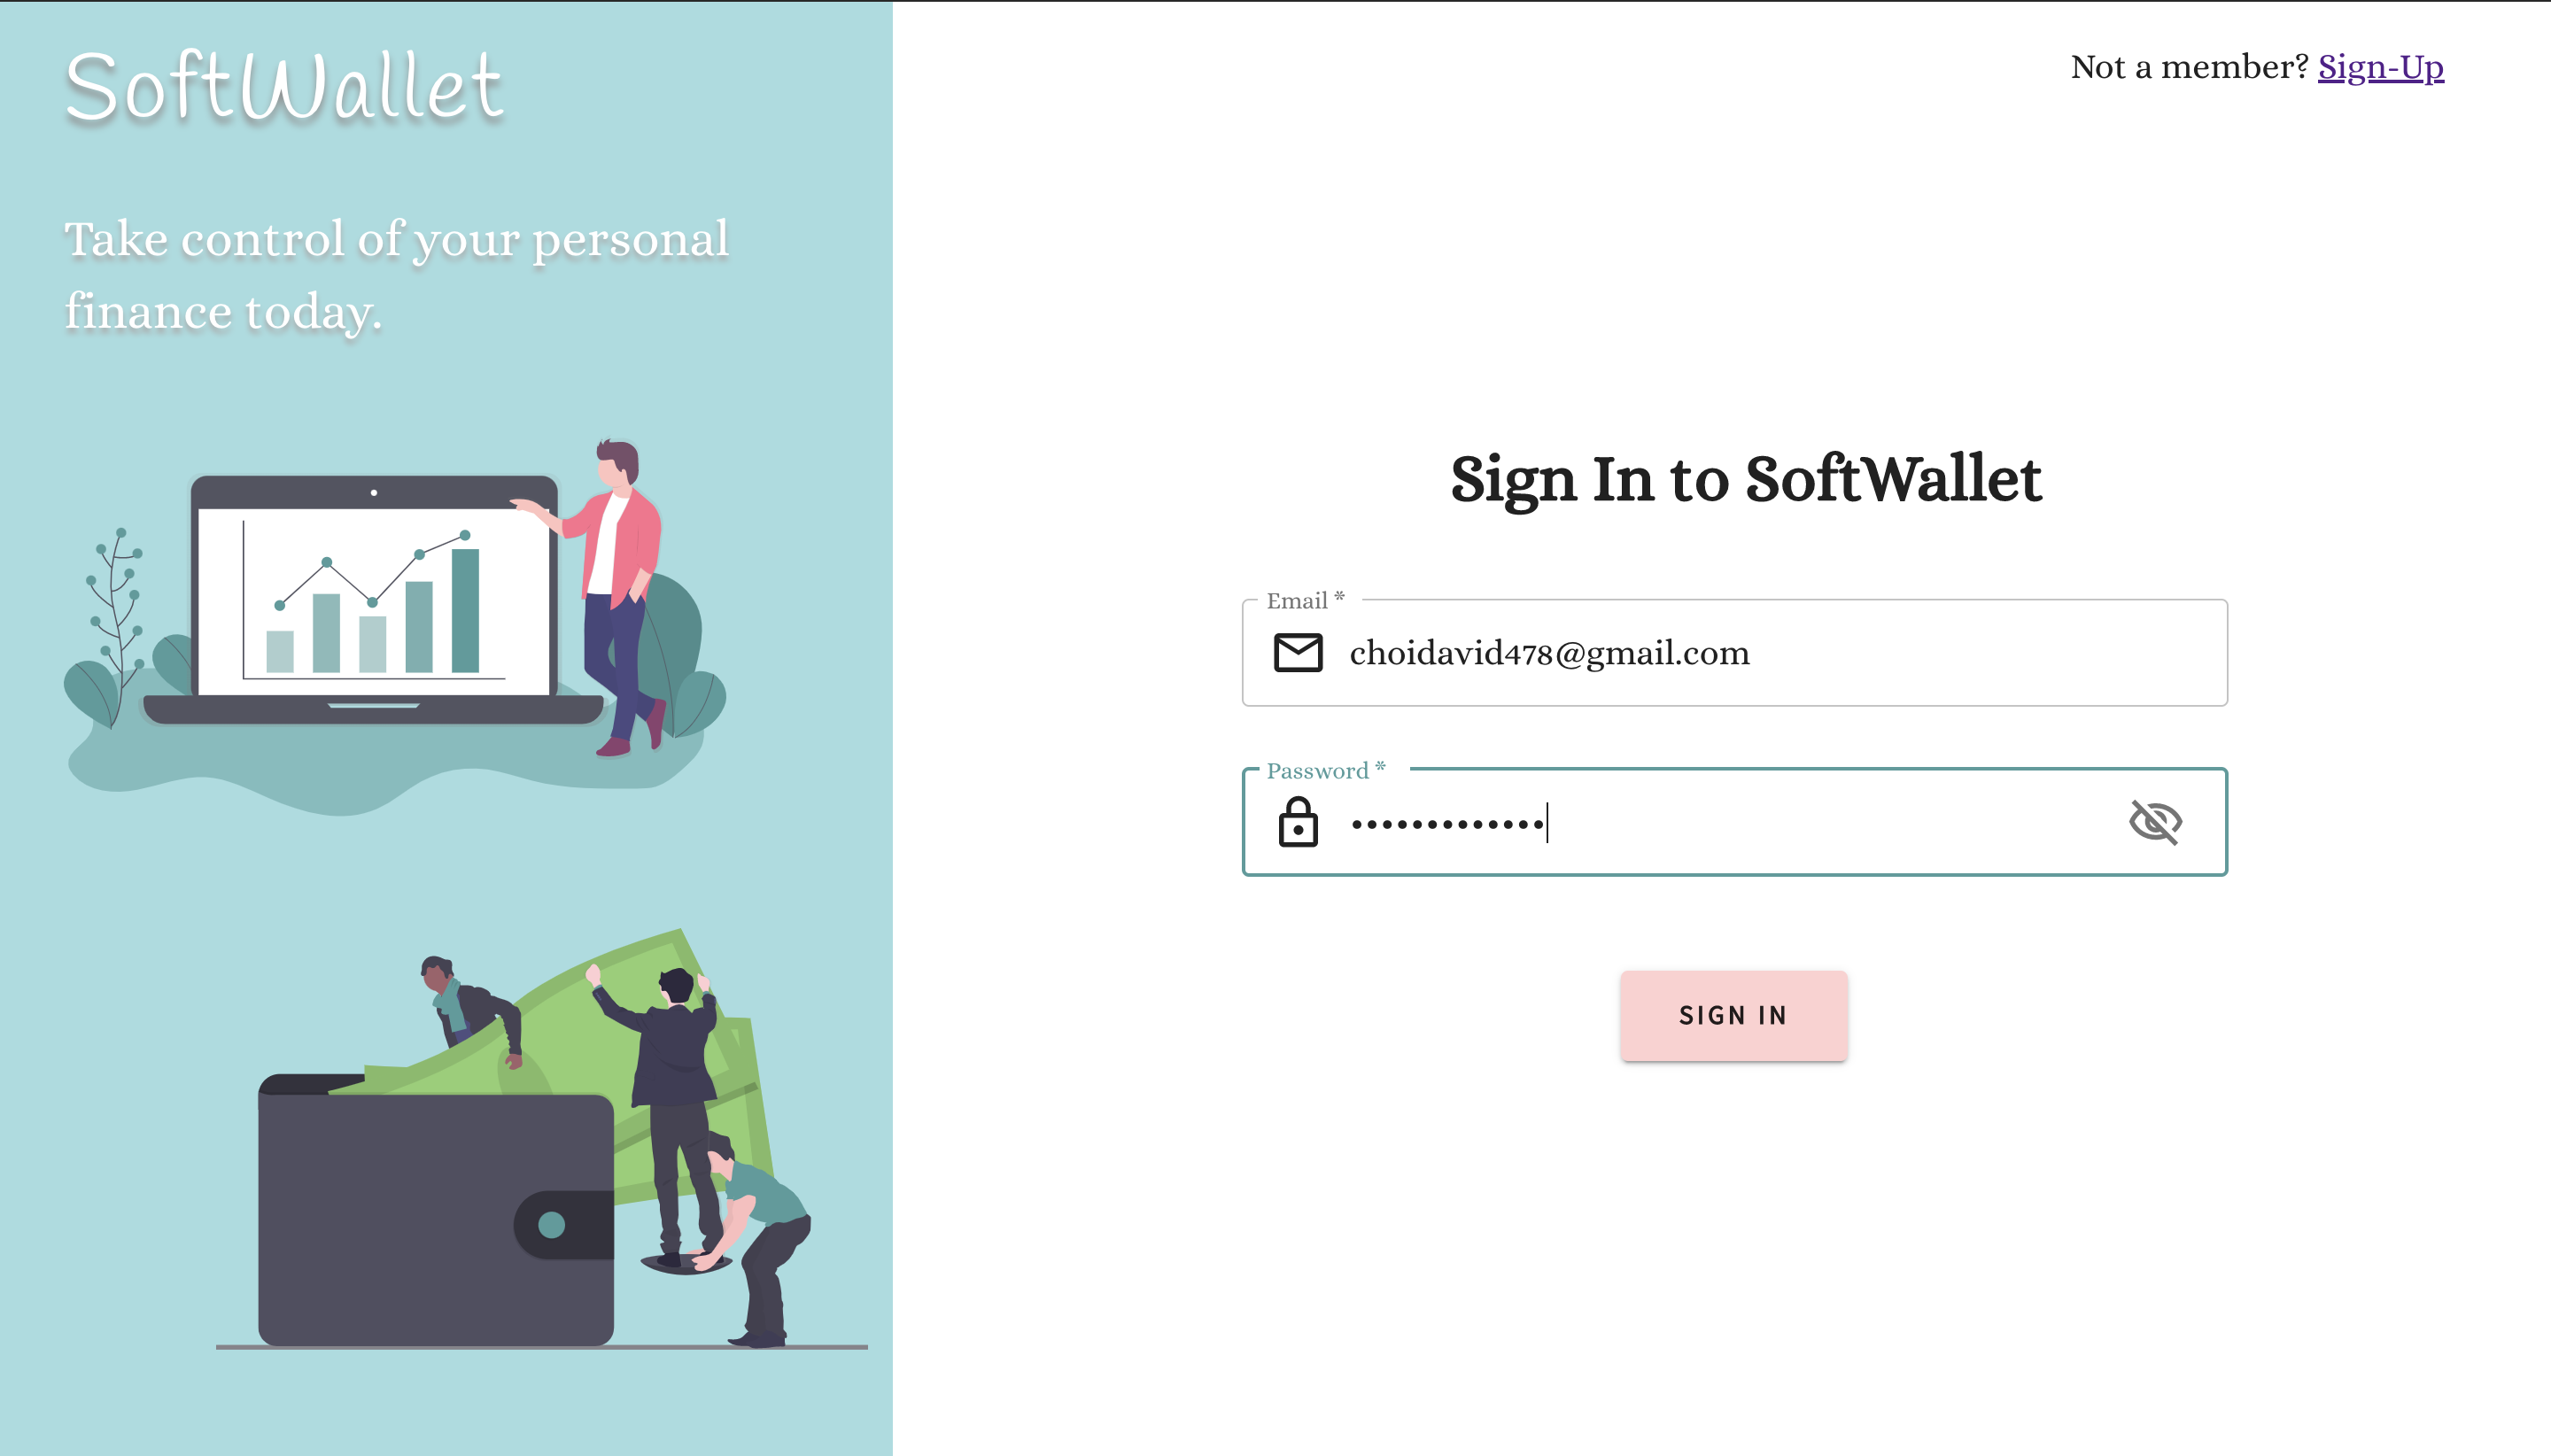 SoftWallet
Take control of your personal
finance today.
Not a member? Sign-Up
Sign In to SoftWallet
Email *
choidavid478@gmail.com
Password *
•••••••••••••
SIGN IN